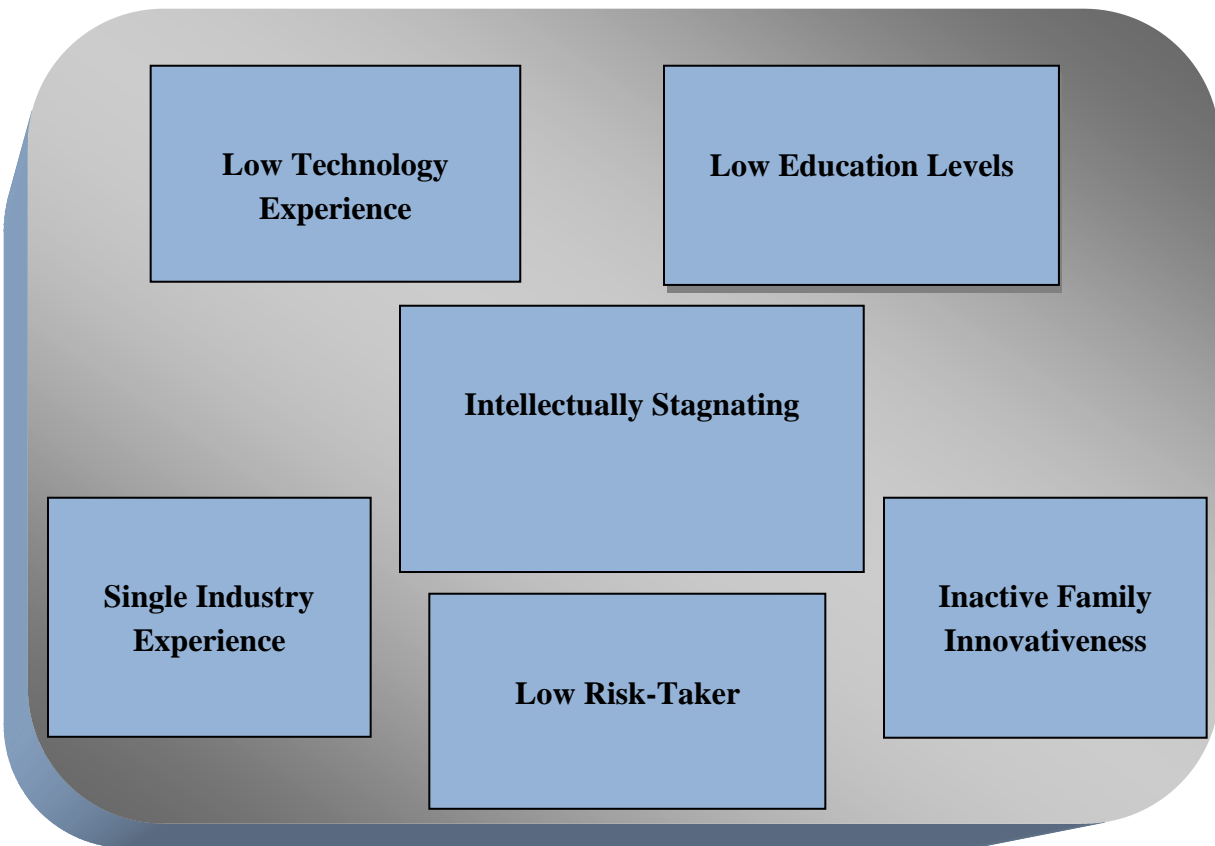 Low Technology
Experience
Low Education Levels
Intellectually Stagnating
Single Industry
Experience
Inactive Family
Innovativeness
Low Risk-Taker